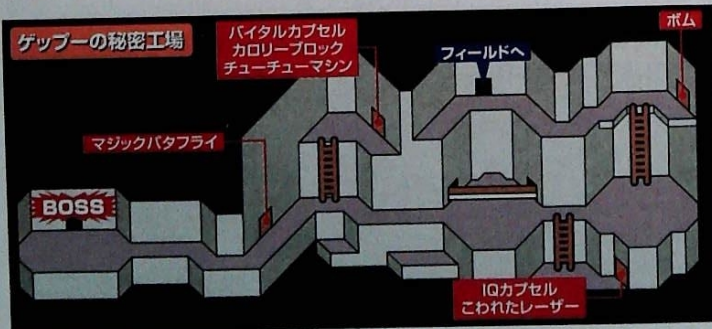 ゲップーの秘密工場
バイタルカプセル
カロリーブロック
チューチューマシン
フィールドへ
ボム
マジックバタフライ
BOSS
IQカプセル
こわれたレーザー